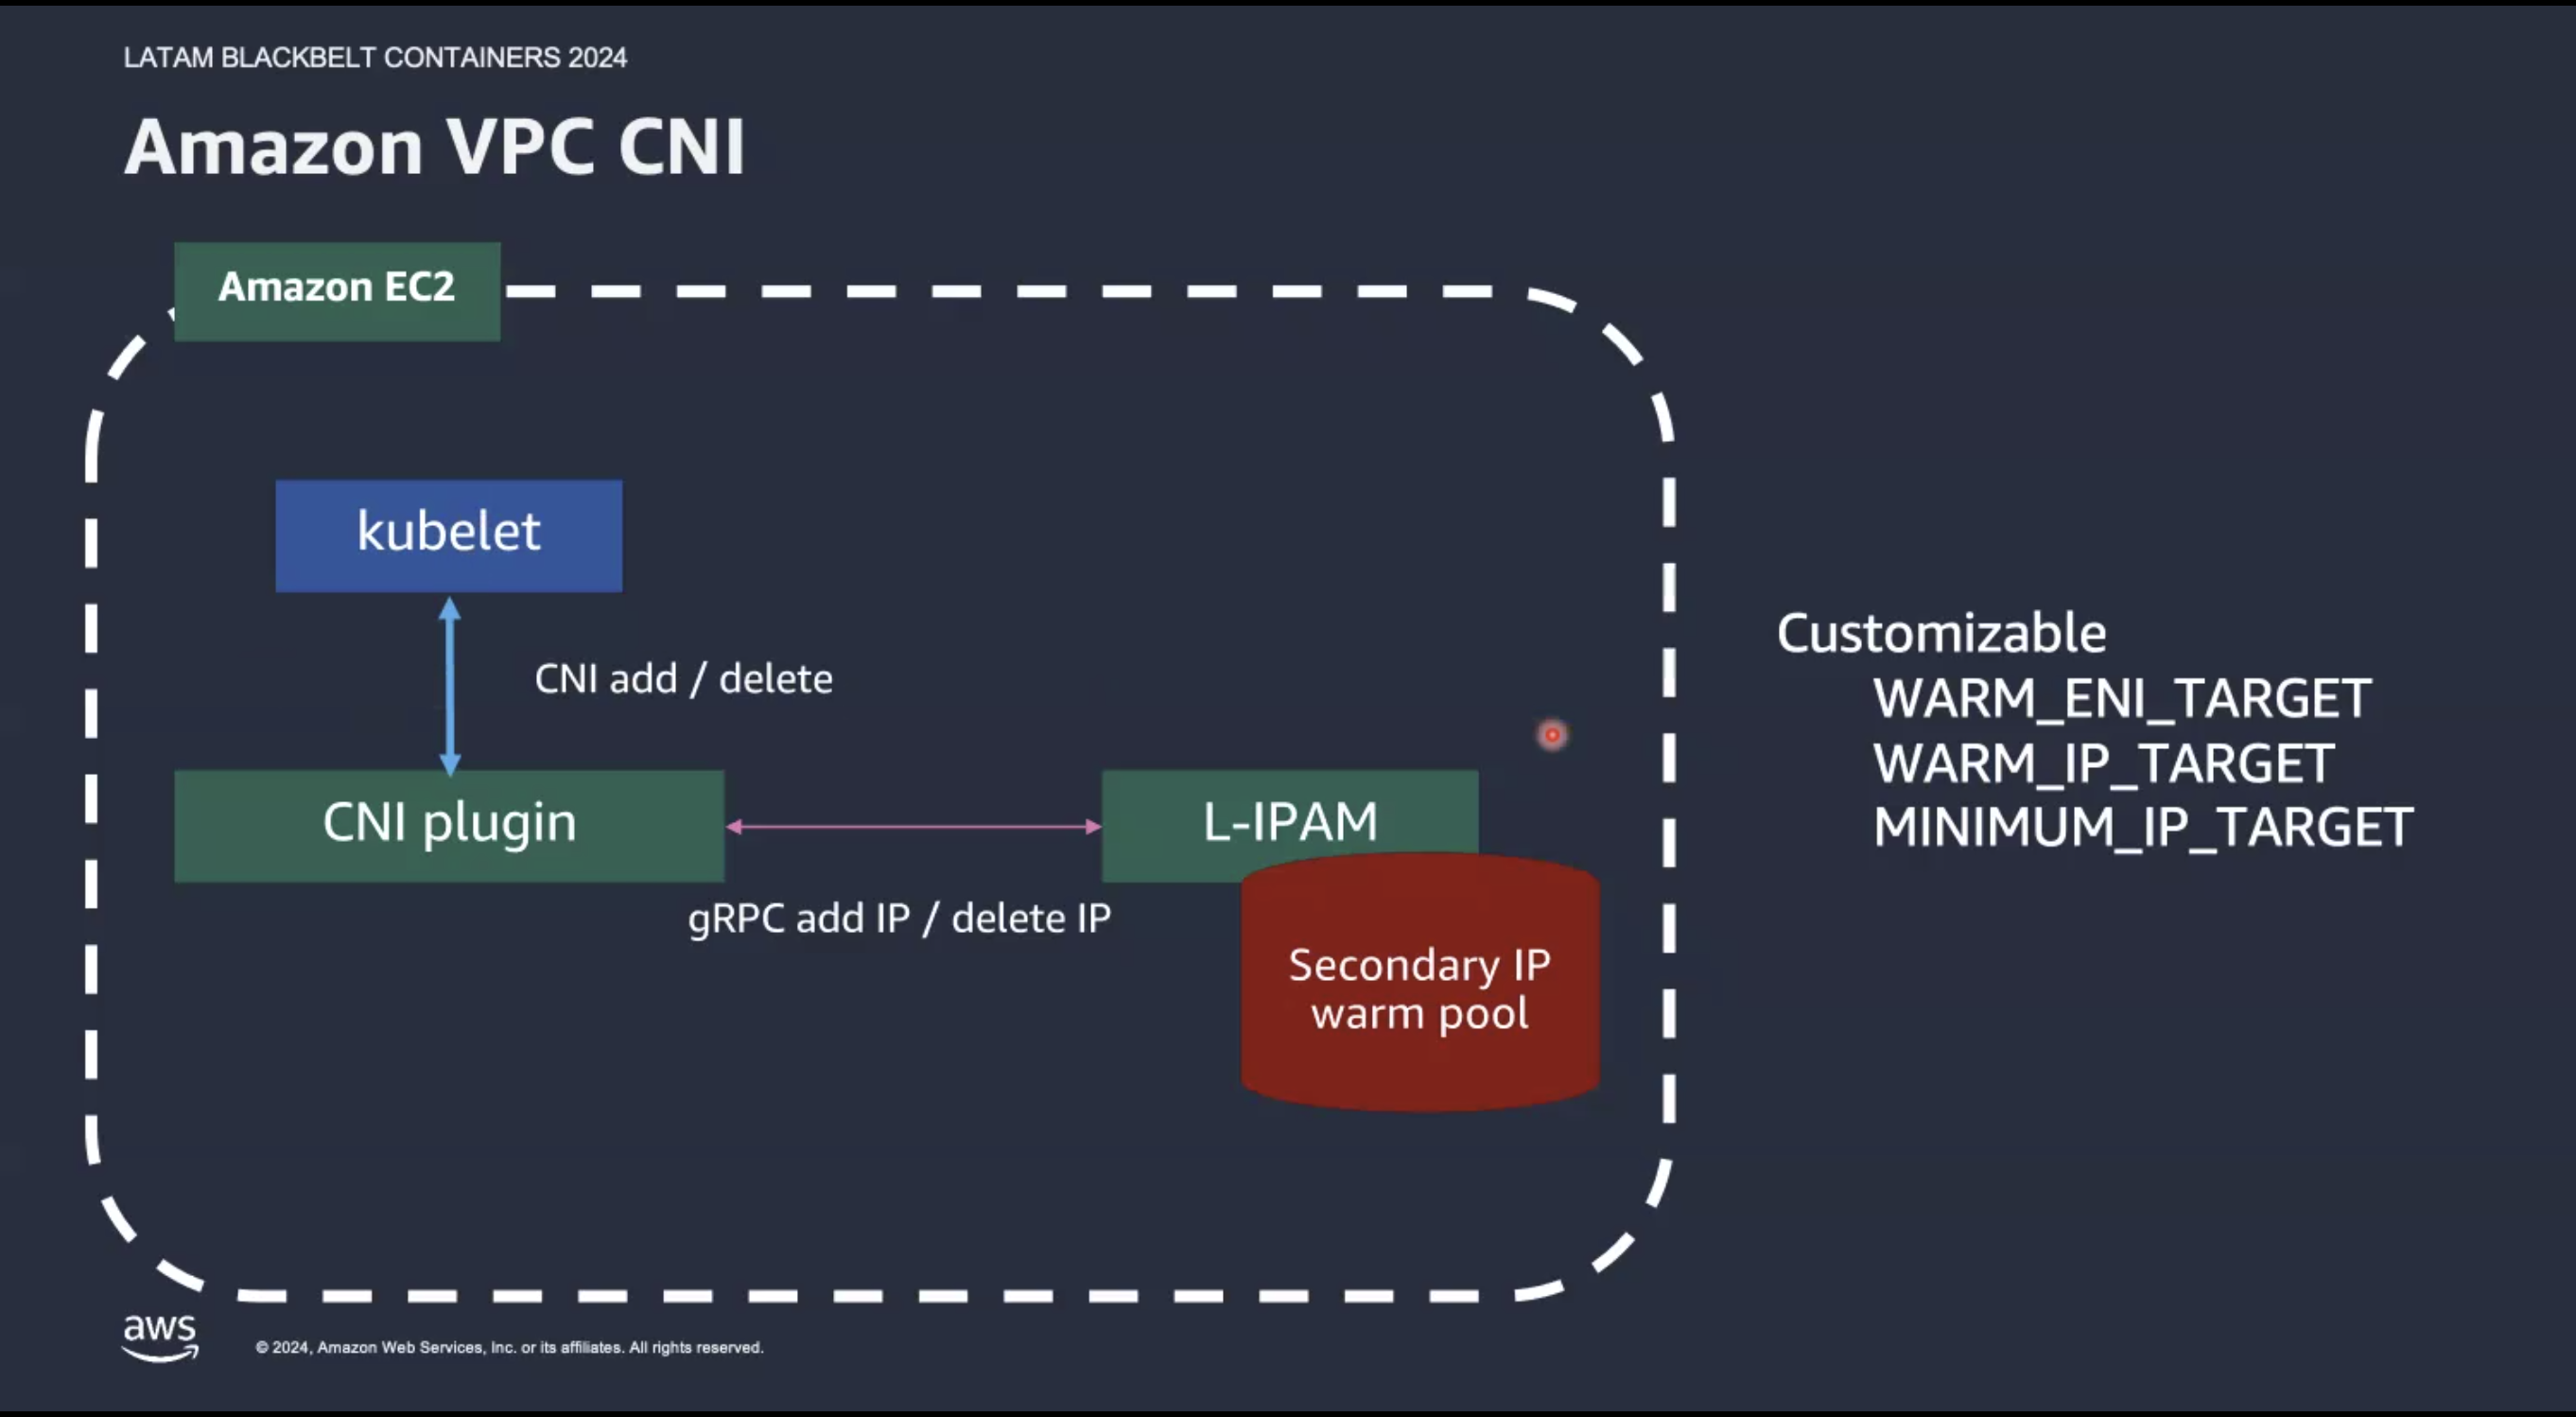 LATAM BLACKBELT CONTAINERS 2024
Amazon VPC CNI
Amazon EC2
kubelet
CNI add / delete
CNI plugin
L-IPAM
gRPC add IP / delete IP
Secondary IP
warm pool
Customizable
WARM_ENI_TARGET
WARM_IP_TARGET
MINIMUM_IP_TARGET
aws
© 2024, Amazon Web Services, Inc. or its affiliates. All rights reserved.